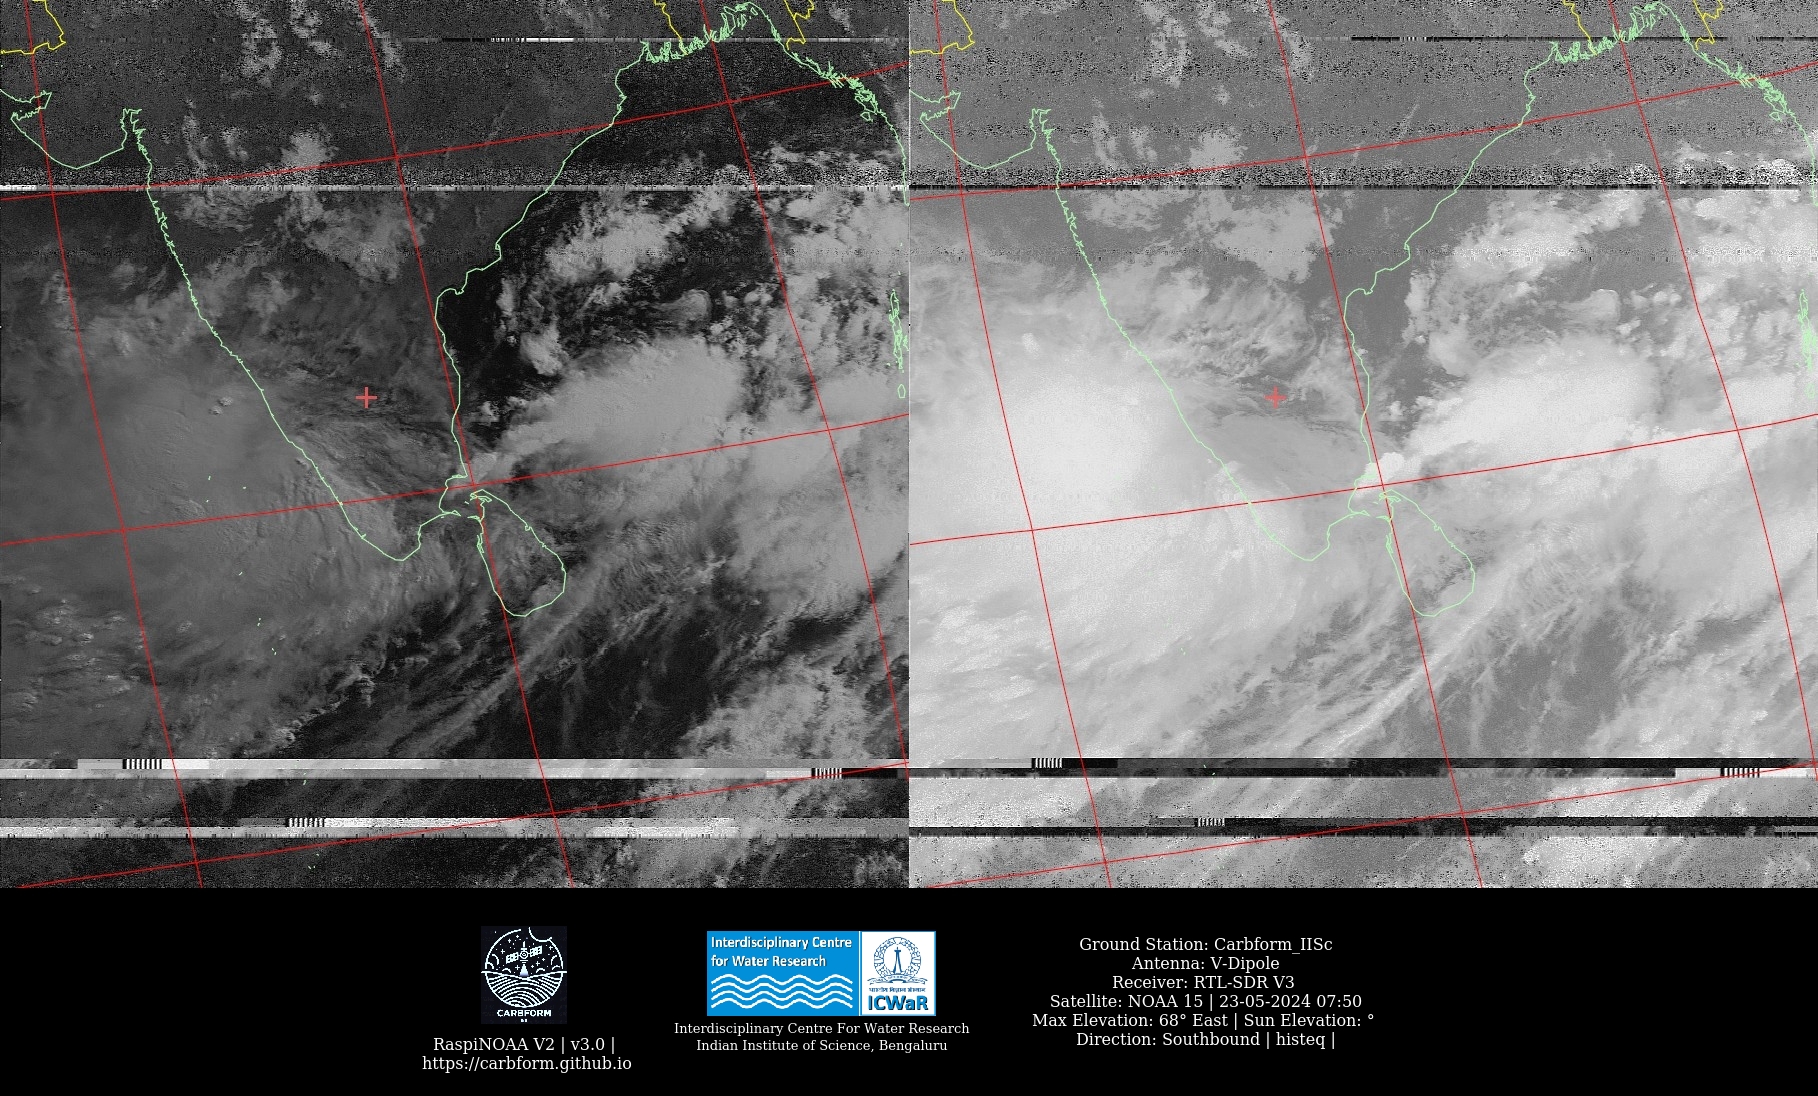 CARBFORM
RaspiNOAA V2 | v3.0 |
https://carbform.github.io
Interdisciplinary Centre
for Water Research
ICWaR
Interdisciplinary Centre For Water Research
Indian Institute of Science, Bengaluru
Ground Station: Carbform_IISc
Antenna: V-Dipole
Receiver: RTL-SDR V3
Satellite: NOAA 15 | 23-05-2024 07:50
Max Elevation: 68° East | Sun Elevation: °
Direction: Southbound | histeq |